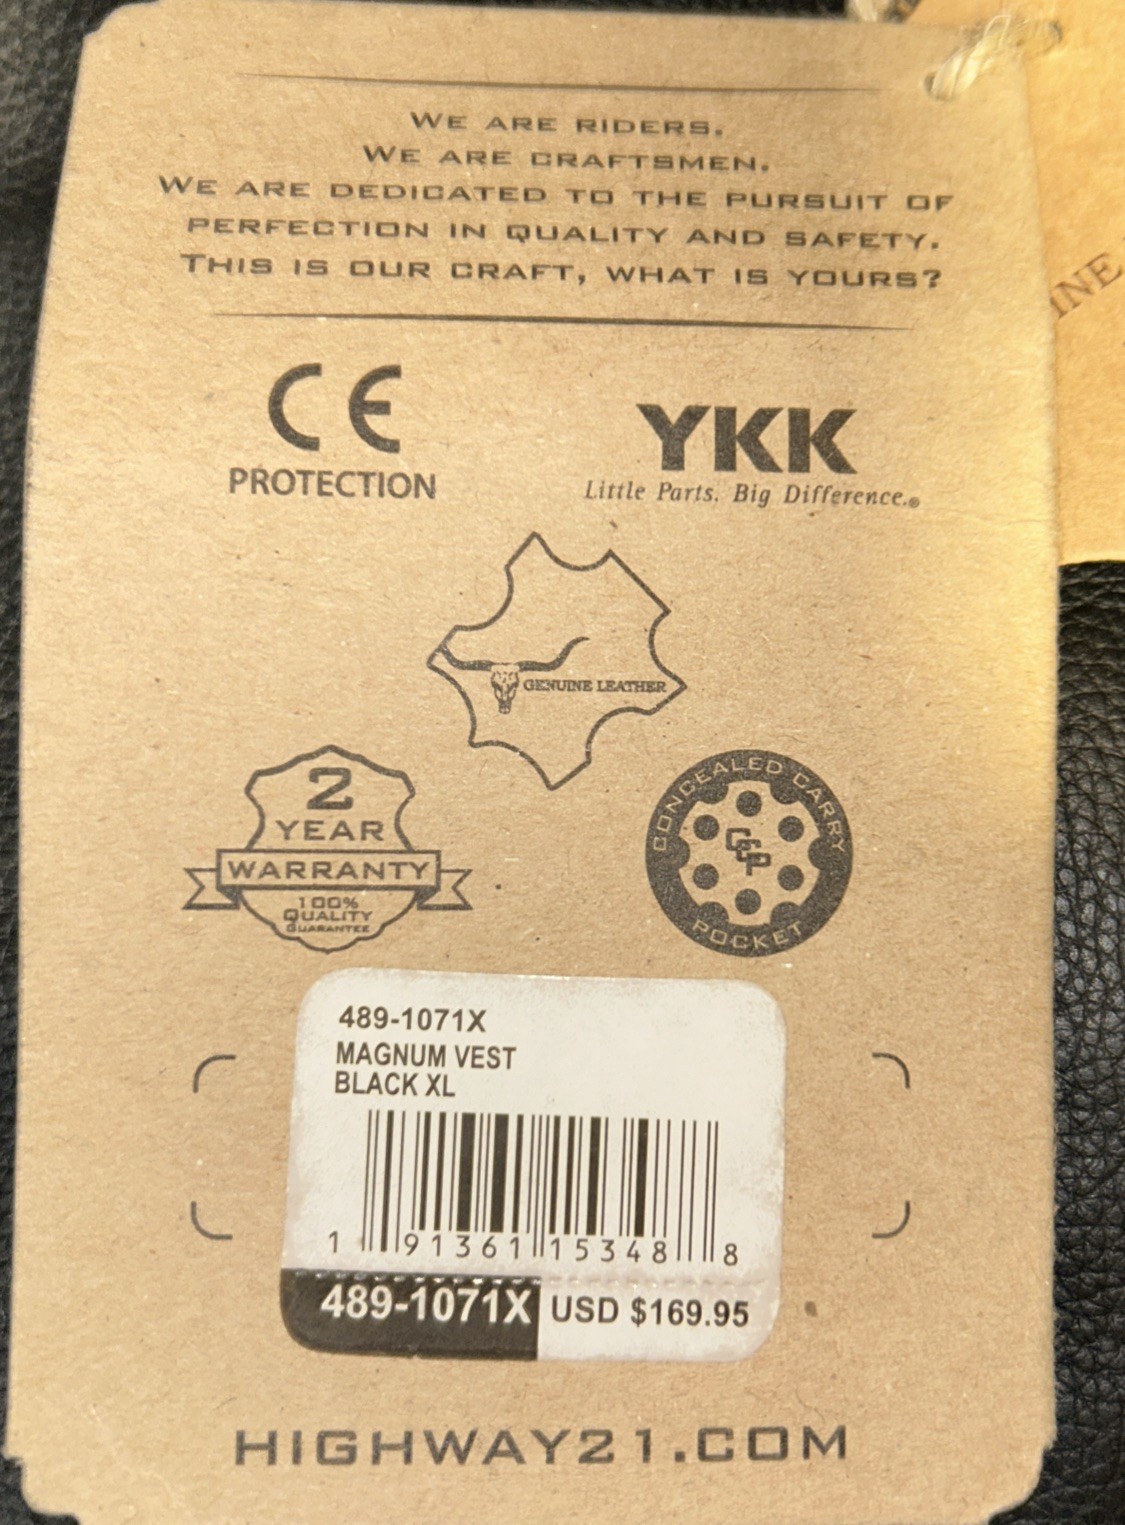 WE ARE RIDERS.
WE ARE CRAFTSMEN.
WE ARE DEDICATED TO THE PURSUIT OF
PERFECTION IN QUALITY AND SAFETY.
THIS IS OUR CRAFT, WHAT IS YOURS?
INE
CE
PROTECTION
YKK
Little Parts. Big Difference.®
GENUINE LEATHER
2
YEAR
WARRANTY
100%
QUALITY
GUARANTEE
CONCEALED CARRY
CCP
POCKET
489-1071X
MAGNUM VEST
BLACK XL
1 91361 15348 8
489-1071X USD $169.95
HIGHWAY21.COM